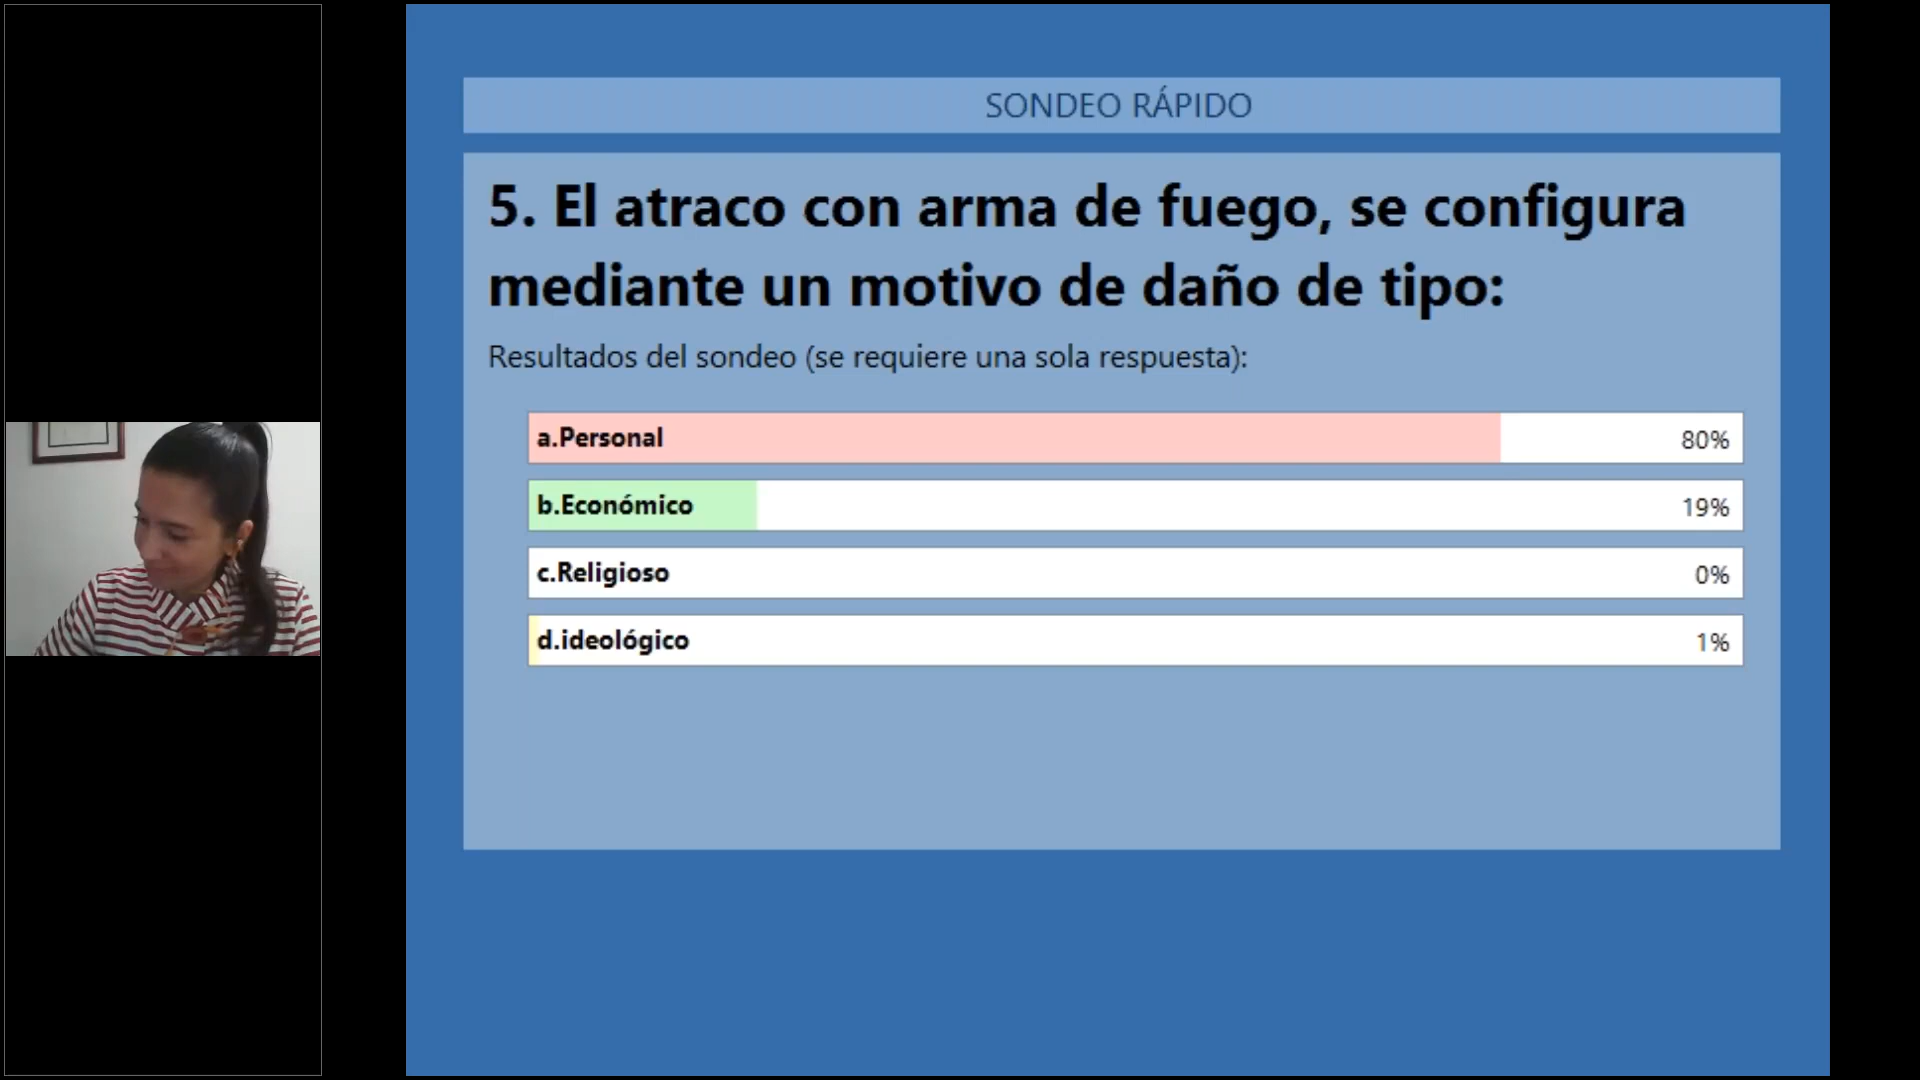 SONDEO RÁPIDO
5. El atraco con arma de fuego, se configura
mediante un motivo de daño de tipo:
Resultados del sondeo (se requiere una sola respuesta):
a.Personal 80%
b.Económico 19%
c.Religioso 0%
d.ideológico 1%